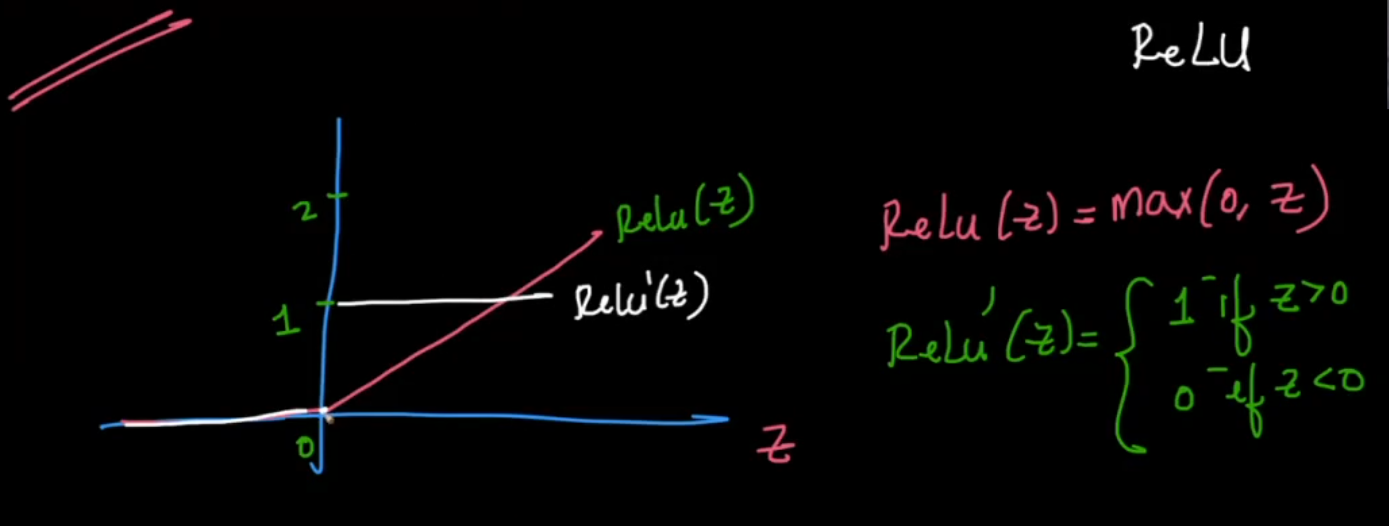 ReLU
2
Relu(z)
Relu(z) = max(0, z)
1
Relu'(z)
Relu'(z) = { 1 if z>0
0 if z<0
0
z